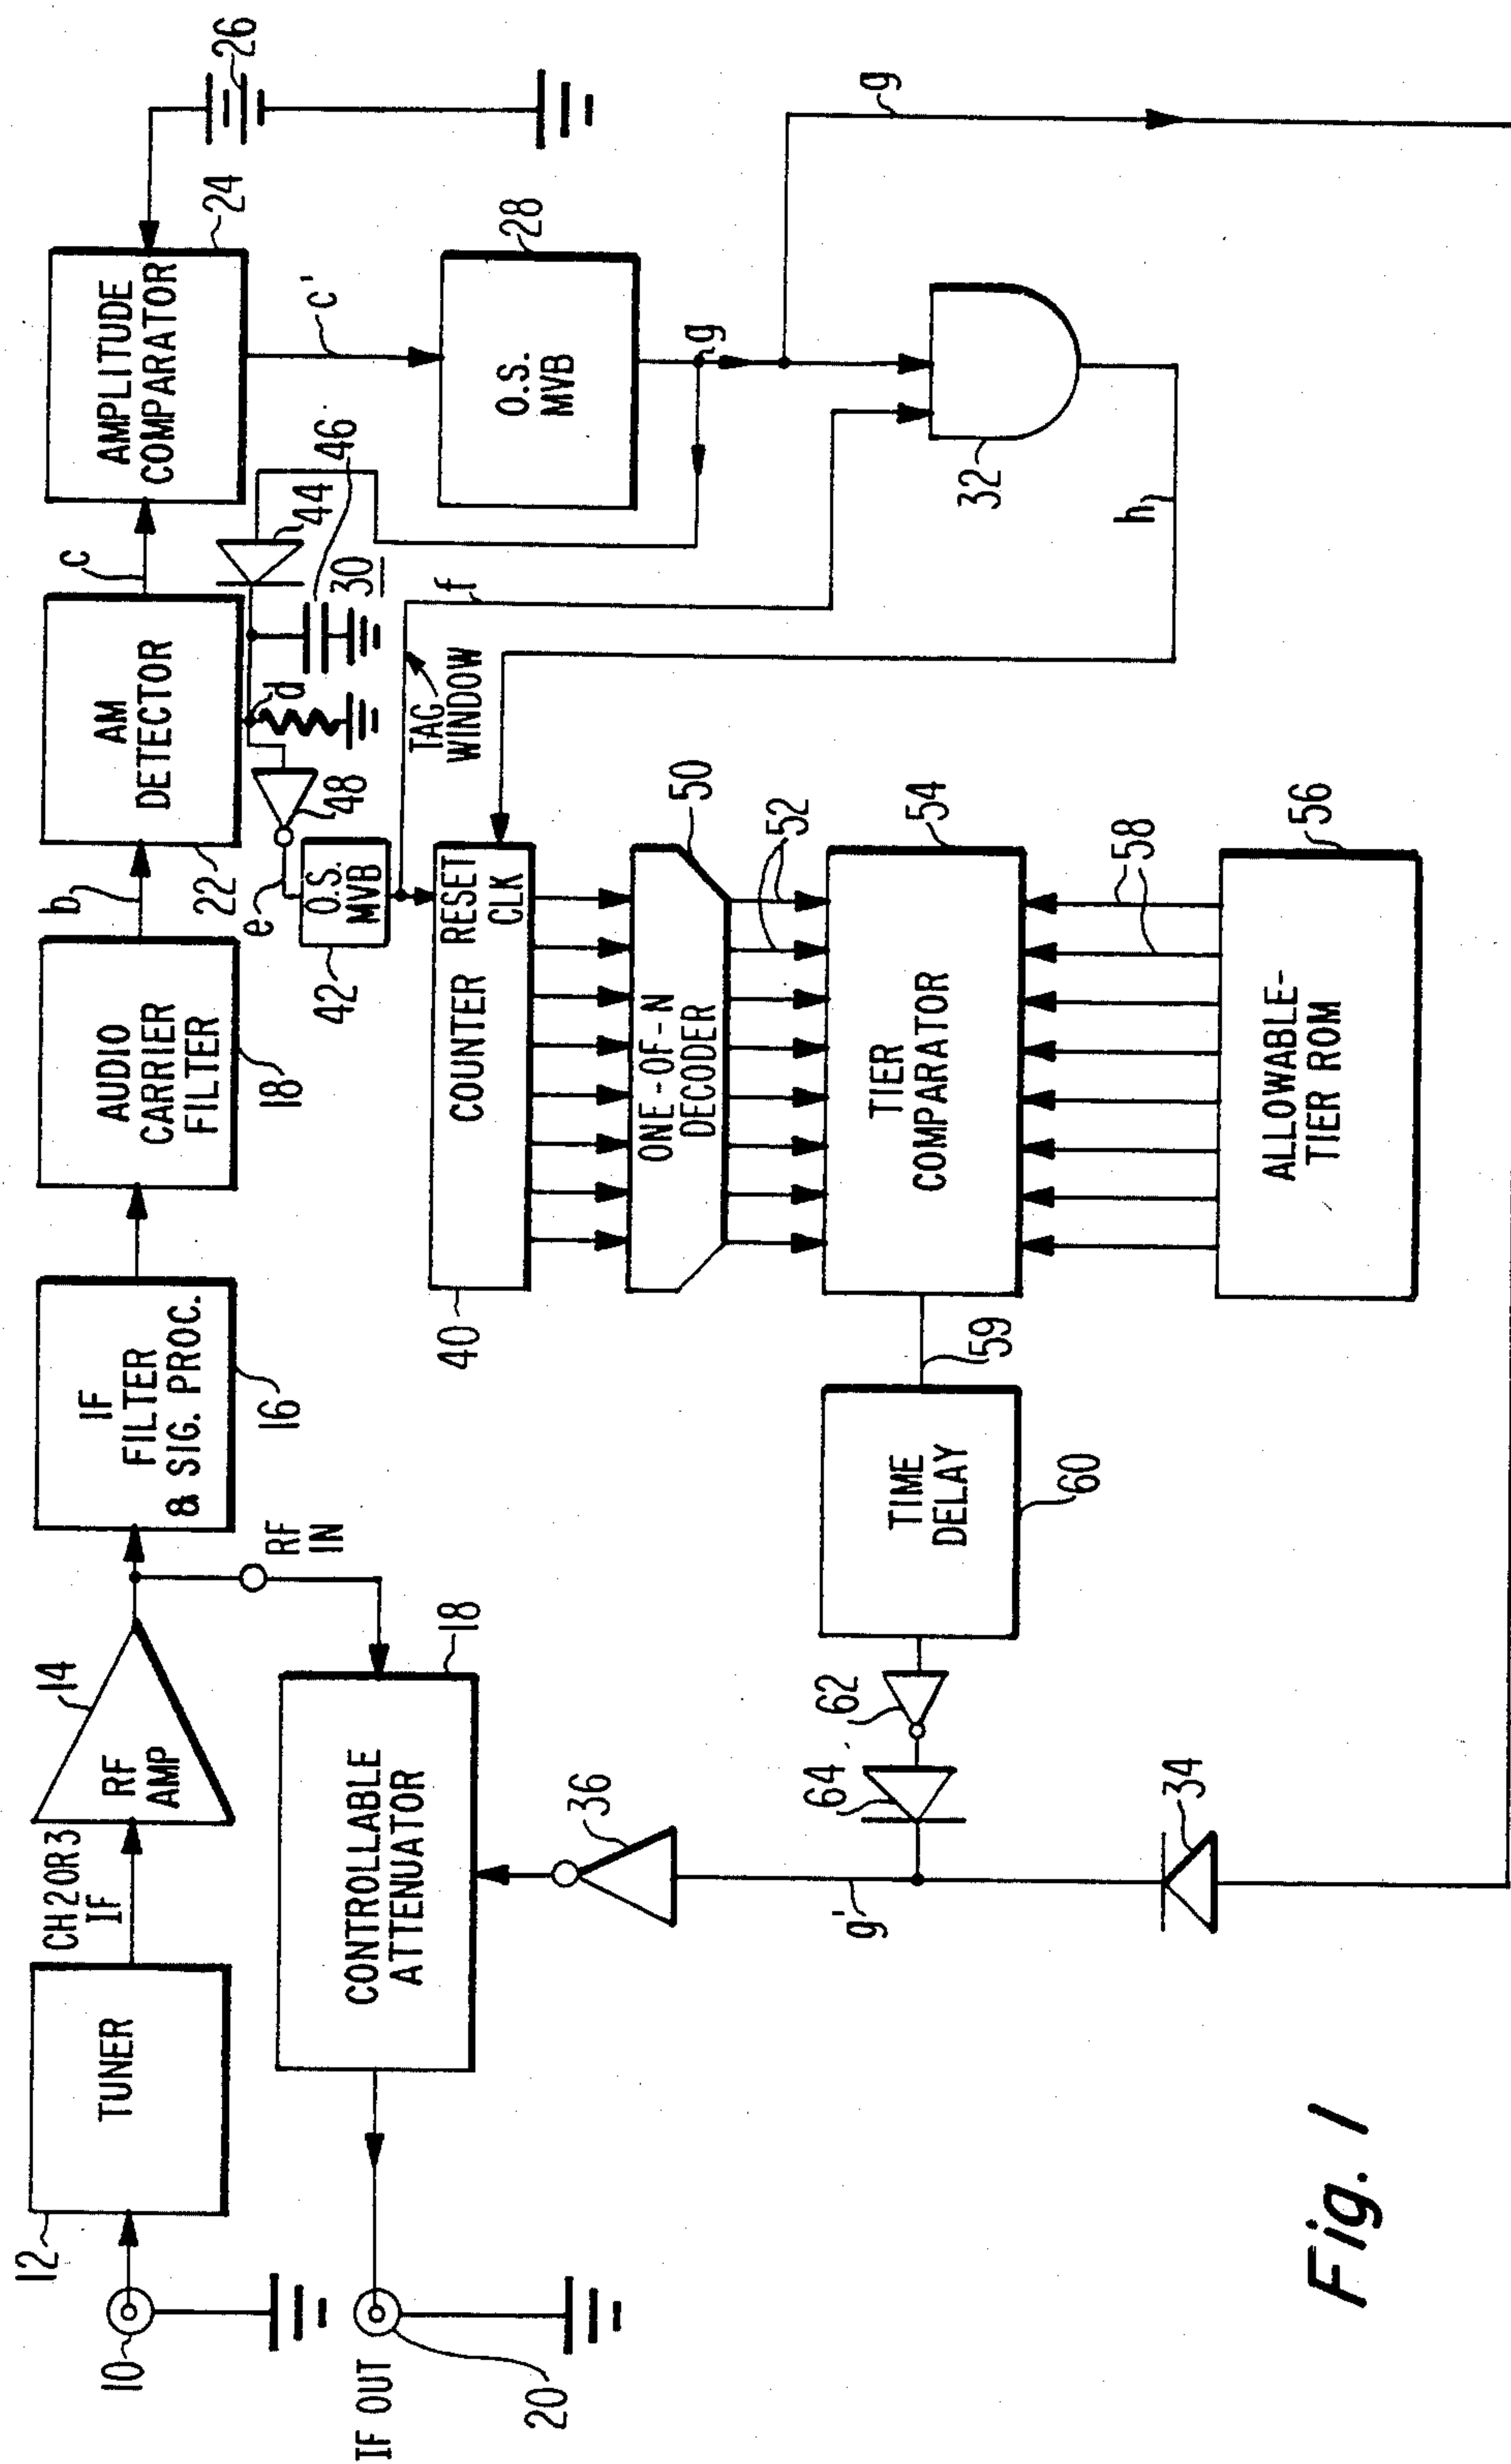 10
12
TUNER
CH 2 OR 3
IF
14
RF
AMP
IF
FILTER
& SIG. PROC.
16
AUDIO
CARRIER
FILTER
18
b
AM
DETECTOR
22
c
AMPLITUDE
COMPARATOR
24
26
RF
IN
IF OUT
20
CONTROLLABLE
ATTENUATOR
18
36
g'
34
62
64
TIME
DELAY
60
59
e
48
O.S.
MVB
42
d
44
46
30
TAG
WINDOW
f
c'
O.S.
MVB
28
g
g
32
h
COUNTER
RESET
CLK
40
ONE-OF-N
DECODER
50
52
TIER
COMPARATOR
54
58
ALLOWABLE-
TIER ROM
56
Fig. 1